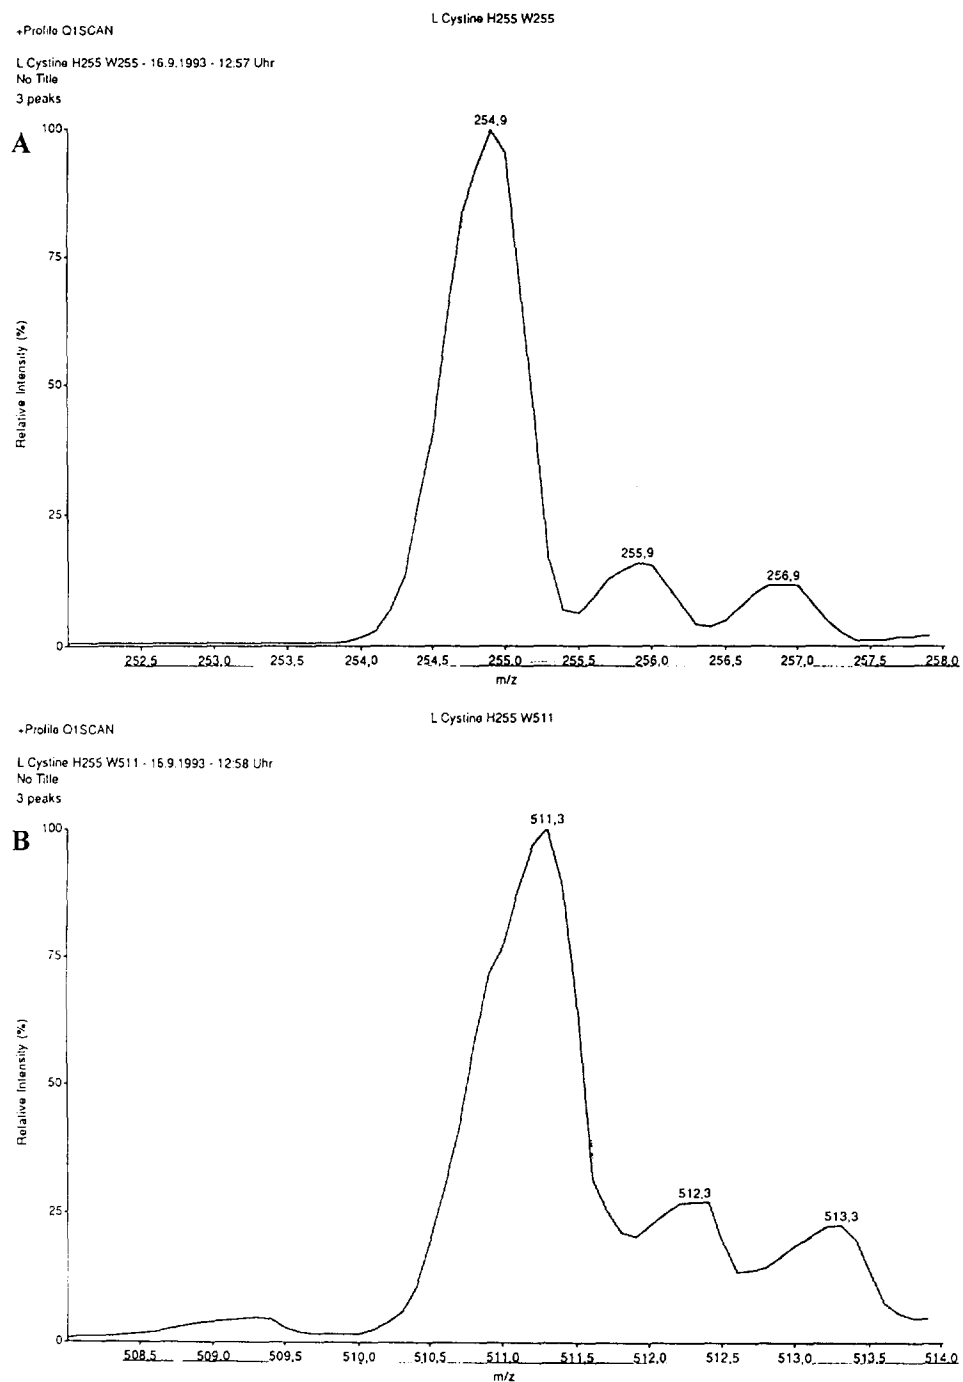 L Cystine H255 W255
+Profile Q1SCAN
L Cystine H255 W255 - 16.9.1993 - 12:57 Uhr
No Title
3 peaks
A
100
75
50
25
0
Relative Intensity (%)
254,9
255,9
256,9
252,5 253,0 253,5 254,0 254,5 255,0 255,5 256,0 256,5 257,0 257,5 258,0
m/z
L Cystine H255 W511
+Profile Q1SCAN
L Cystine H255 W511 - 16.9.1993 - 12:58 Uhr
No Title
3 peaks
B
100
75
50
25
0
Relative Intensity (%)
511,3
512,3
513,3
508,5 509,0 509,5 510,0 510,5 511,0 511,5 512,0 512,5 513,0 513,5 514,0
m/z